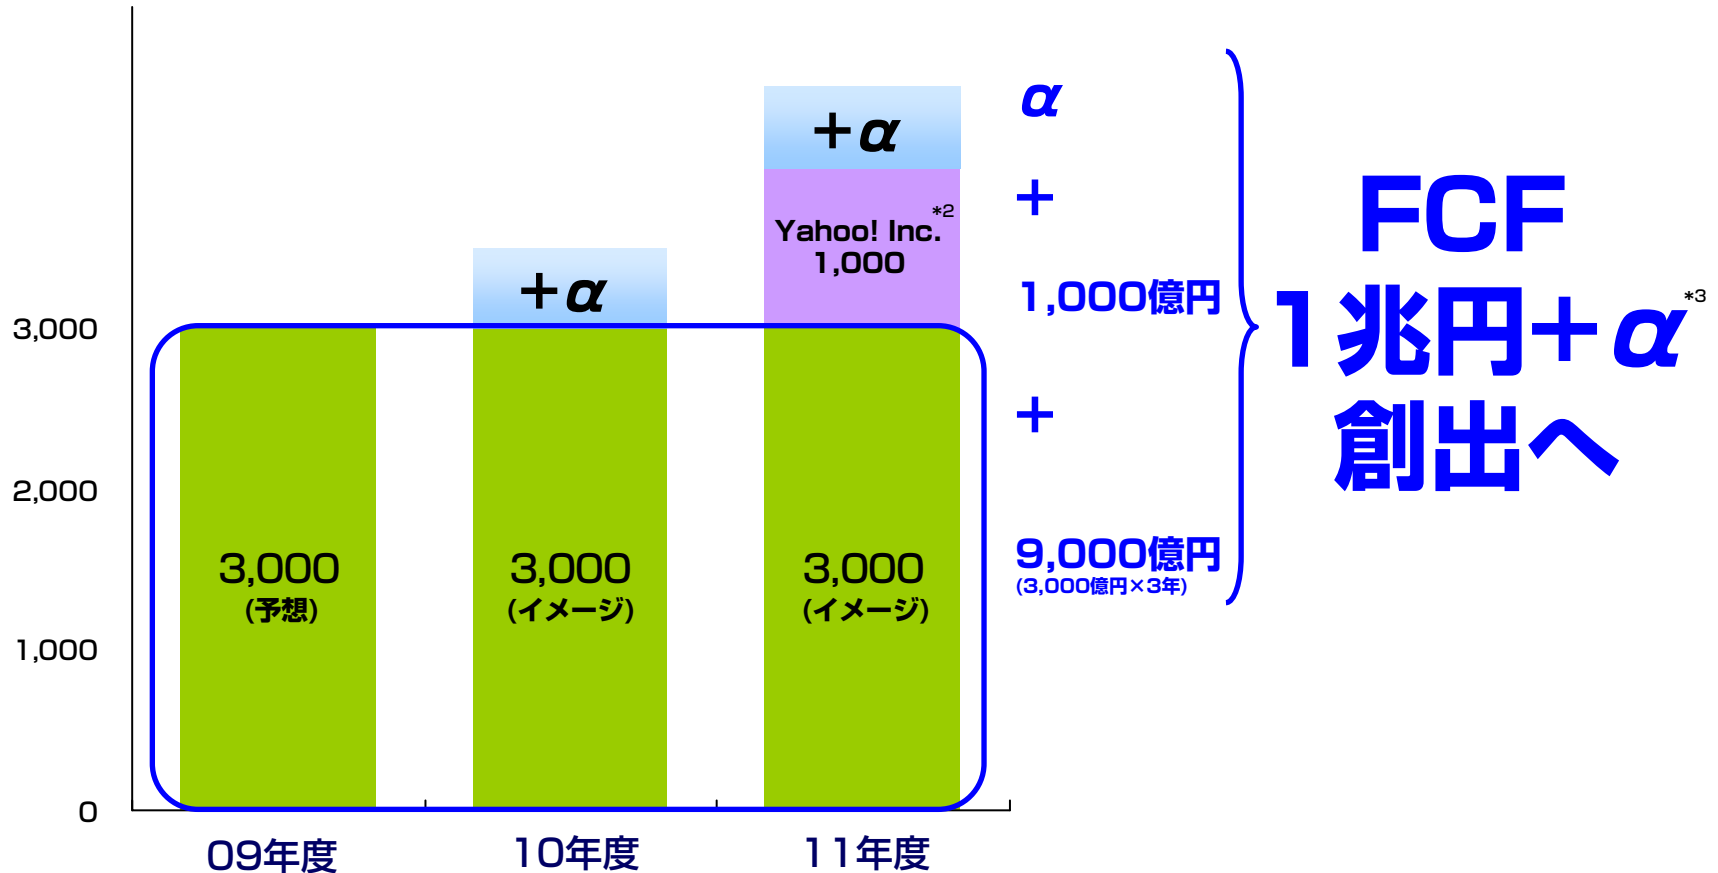 3,000
2,000
1,000
0
3,000
(予想)
09年度
+α
3,000
(イメージ)
10年度
+α
Yahoo! Inc.*2
1,000
3,000
(イメージ)
11年度
α
+
1,000億円
+
9,000億円
(3,000億円×3年)
FCF
1兆円+α*3
創出へ